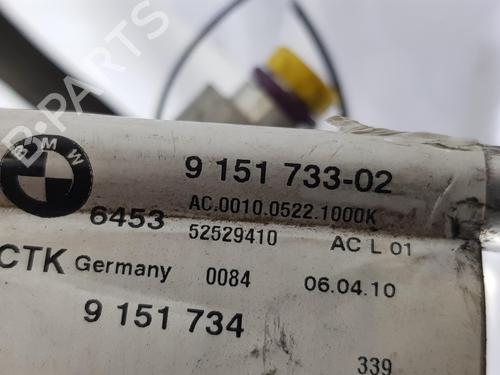 BMW
9 151 733-02
AC.0010.0522.1000K
6453
52529410
AC L 01
CTK Germany
0084
06.04.10
9 151 734
339